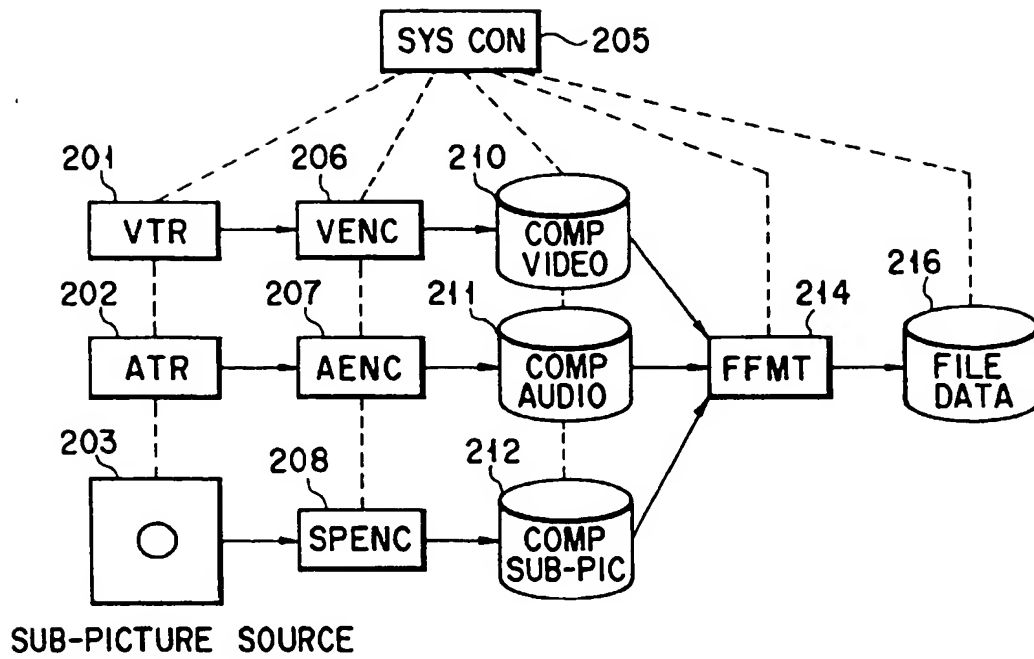 SYS CON
205
201
206
210
VTR
VENC
COMP
VIDEO
202
207
211
214
216
ATR
AENC
COMP
AUDIO
FFMT
FILE
DATA
203
208
212
SPENC
COMP
SUB-PIC
SUB-PICTURE SOURCE